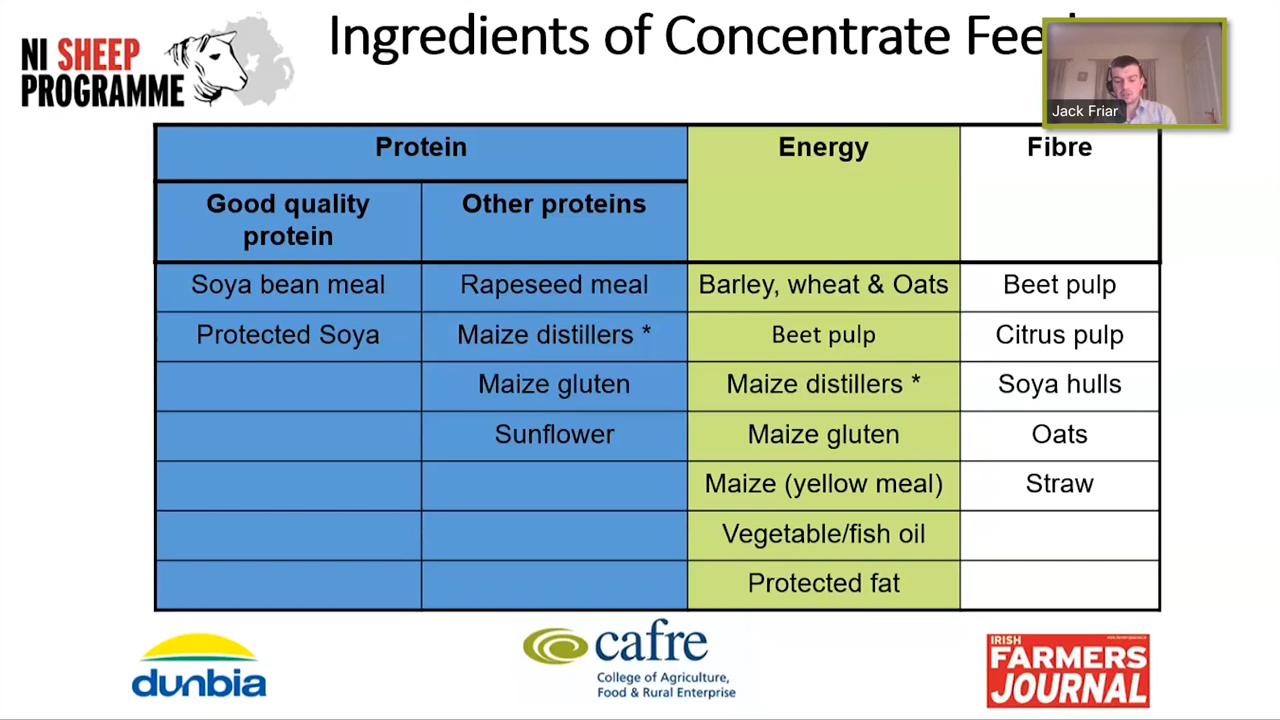 Ingredients of Concentrate Fee
NI SHEEP
PROGRAMME
Jack Friar
Protein
Energy
Fibre
Good quality
protein
Other proteins
Soya bean meal
Rapeseed meal
Barley, wheat & Oats
Beet pulp
Protected Soya
Maize distillers *
Beet pulp
Citrus pulp
Maize gluten
Maize distillers *
Soya hulls
Sunflower
Maize gluten
Oats
Maize (yellow meal)
Straw
Vegetable/fish oil
Protected fat
dunbia
cafre
College of Agriculture,
Food & Rural Enterprise
IRISH
FARMERS
JOURNAL